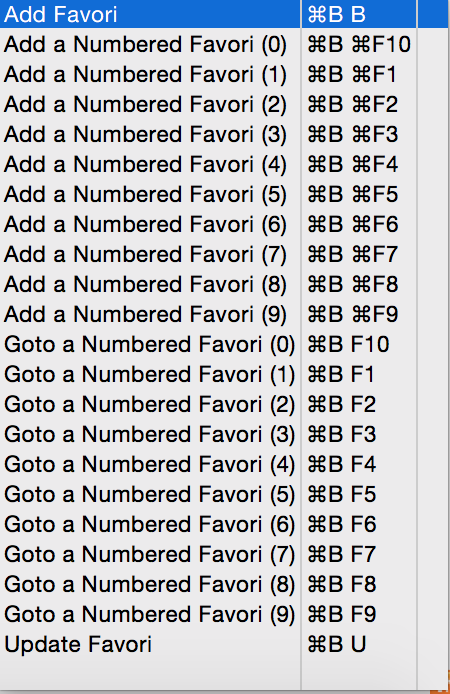 Add Favori ⌘B B
Add a Numbered Favori (0) ⌘B ⌘F10
Add a Numbered Favori (1) ⌘B ⌘F1
Add a Numbered Favori (2) ⌘B ⌘F2
Add a Numbered Favori (3) ⌘B ⌘F3
Add a Numbered Favori (4) ⌘B ⌘F4
Add a Numbered Favori (5) ⌘B ⌘F5
Add a Numbered Favori (6) ⌘B ⌘F6
Add a Numbered Favori (7) ⌘B ⌘F7
Add a Numbered Favori (8) ⌘B ⌘F8
Add a Numbered Favori (9) ⌘B ⌘F9
Goto a Numbered Favori (0) ⌘B F10
Goto a Numbered Favori (1) ⌘B F1
Goto a Numbered Favori (2) ⌘B F2
Goto a Numbered Favori (3) ⌘B F3
Goto a Numbered Favori (4) ⌘B F4
Goto a Numbered Favori (5) ⌘B F5
Goto a Numbered Favori (6) ⌘B F6
Goto a Numbered Favori (7) ⌘B F7
Goto a Numbered Favori (8) ⌘B F8
Goto a Numbered Favori (9) ⌘B F9
Update Favori ⌘B U